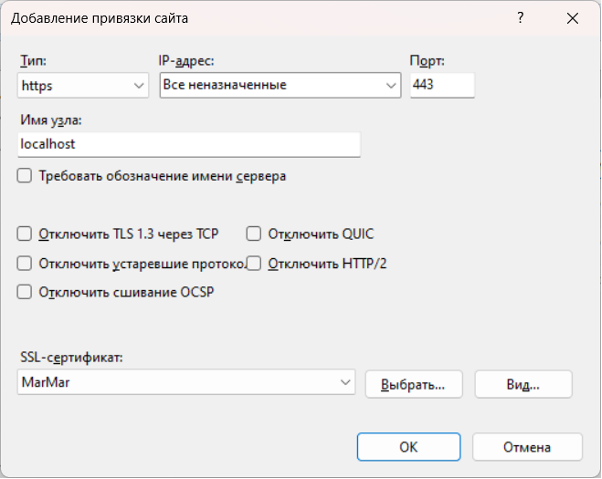 Добавление привязки сайта
?
Тип:
IP-адрес:
Порт:
https
Все неназначенные
443
Имя узла:
localhost
Требовать обозначение имени сервера
Отключить TLS 1.3 через TCP
Отключить QUIC
Отключить устаревшие протоко.
Отключить HTTP/2
Отключить сшивание OCSP
SSL-сертификат:
MarMar
Выбрать...
Вид...
ОК
Отмена